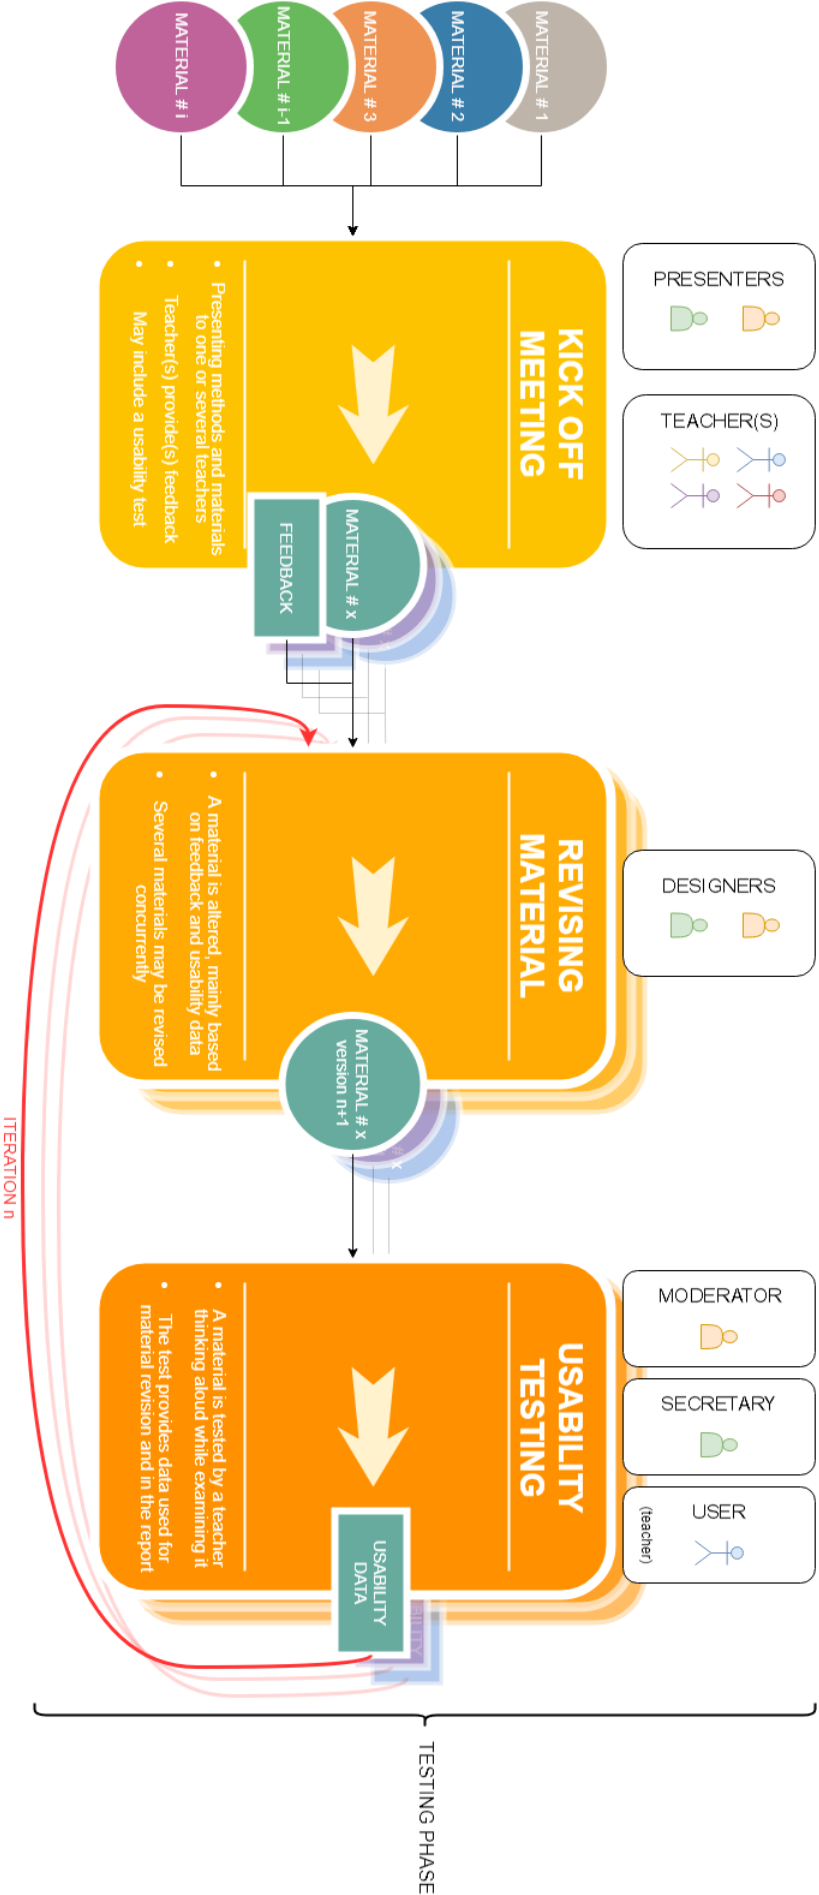 MATERIAL # 1
MATERIAL # 2
MATERIAL # 3
MATERIAL # i-1
MATERIAL # i
PRESENTERS
TEACHER(S)
KICK OFF
MEETING
• Presenting methods and materials
to one or several teachers
• Teacher(s) provide(s) feedback
• May include a usability test
MATERIAL # x
FEEDBACK
DESIGNERS
REVISING
MATERIAL
• A material is altered, mainly based
on feedback and usability data
• Several materials may be revised
concurrently
MATERIAL # x
version n+1
# x
MODERATOR
SECRETARY
USER
(teacher)
USABILITY
TESTING
• A material is tested by a teacher
thinking aloud while examining it
• The test provides data used for
material revision and in the report
USABILITY
DATA
ITERATION n
TESTING PHASE